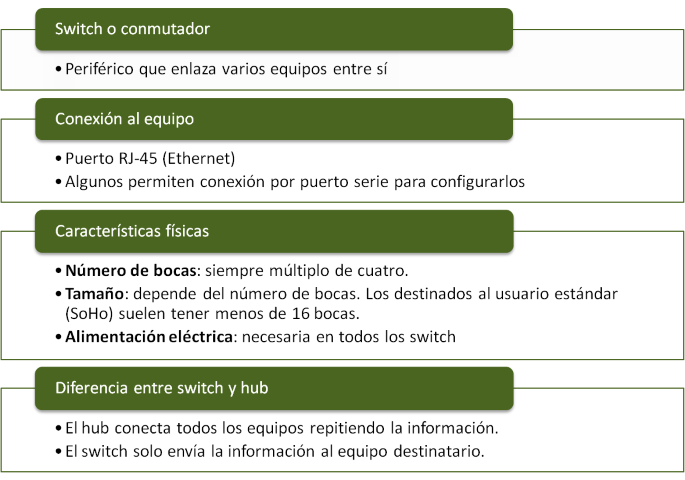 Switch o conmutador
•Periférico que enlaza varios equipos entre sí
Conexión al equipo
•Puerto RJ-45 (Ethernet)
•Algunos permiten conexión por puerto serie para configurarlos
Características físicas
•Número de bocas: siempre múltiplo de cuatro.
•Tamaño: depende del número de bocas. Los destinados al usuario estándar
(SoHo) suelen tener menos de 16 bocas.
•Alimentación eléctrica: necesaria en todos los switch
Diferencia entre switch y hub
•El hub conecta todos los equipos repitiendo la información.
•El switch solo envía la información al equipo destinatario.